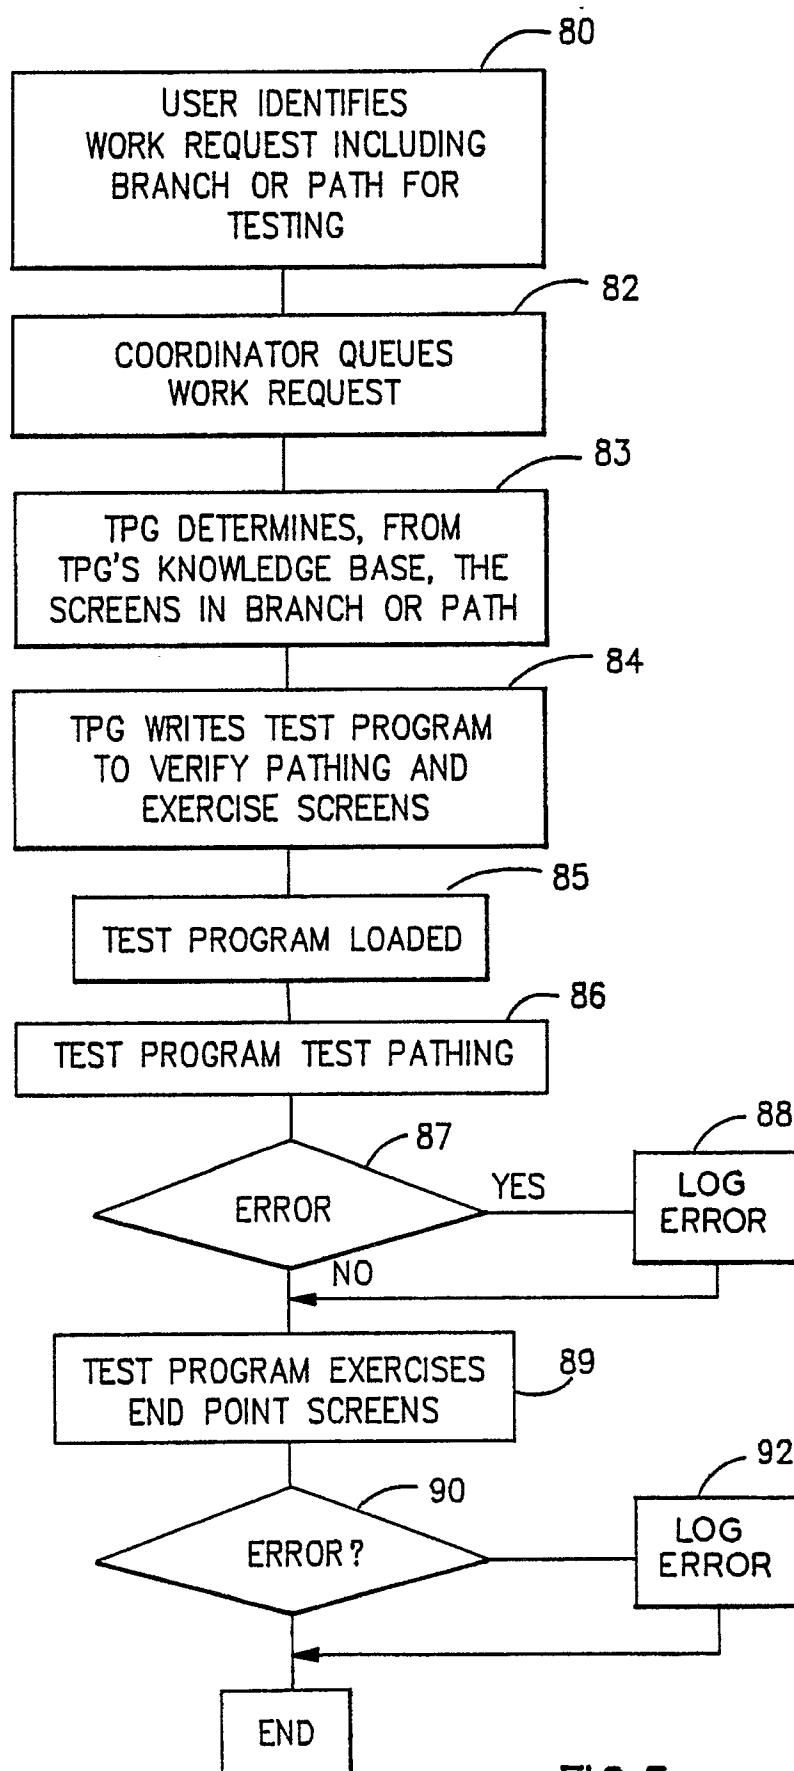 80
USER IDENTIFIES
WORK REQUEST INCLUDING
BRANCH OR PATH FOR
TESTING
82
COORDINATOR QUEUES
WORK REQUEST
83
TPG DETERMINES, FROM
TPG'S KNOWLEDGE BASE, THE
SCREENS IN BRANCH OR PATH
84
TPG WRITES TEST PROGRAM
TO VERIFY PATHING AND
EXERCISE SCREENS
85
TEST PROGRAM LOADED
86
TEST PROGRAM TEST PATHING
87
ERROR
YES
88
LOG
ERROR
NO
TEST PROGRAM EXERCISES
END POINT SCREENS
89
90
ERROR?
92
LOG
ERROR
END